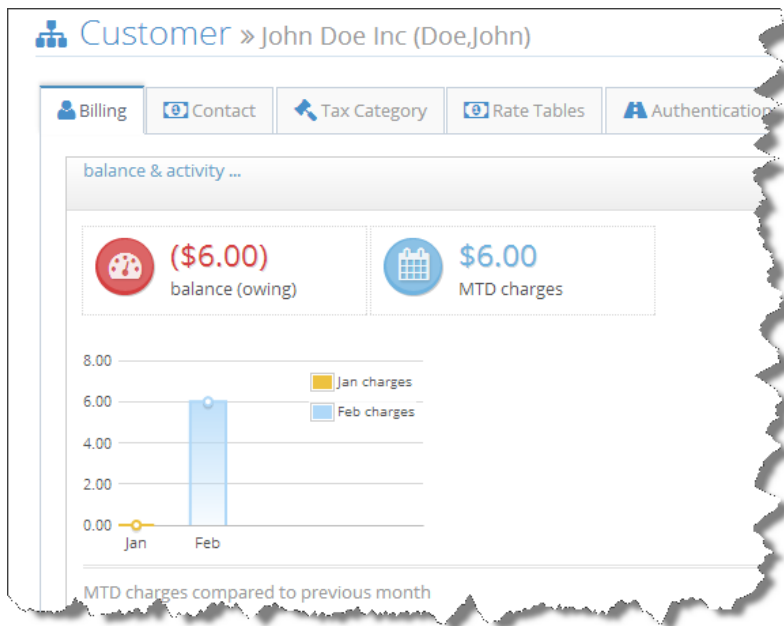 Customer » John Doe Inc (Doe,John)
Billing Contact Tax Category Rate Tables Authentication
balance & activity ...
($6.00) $6.00
balance (owing) MTD charges
8.00
Jan charges
6.00
Feb charges
4.00
2.00
0.00
Jan Feb
MTD charges compared to previous month